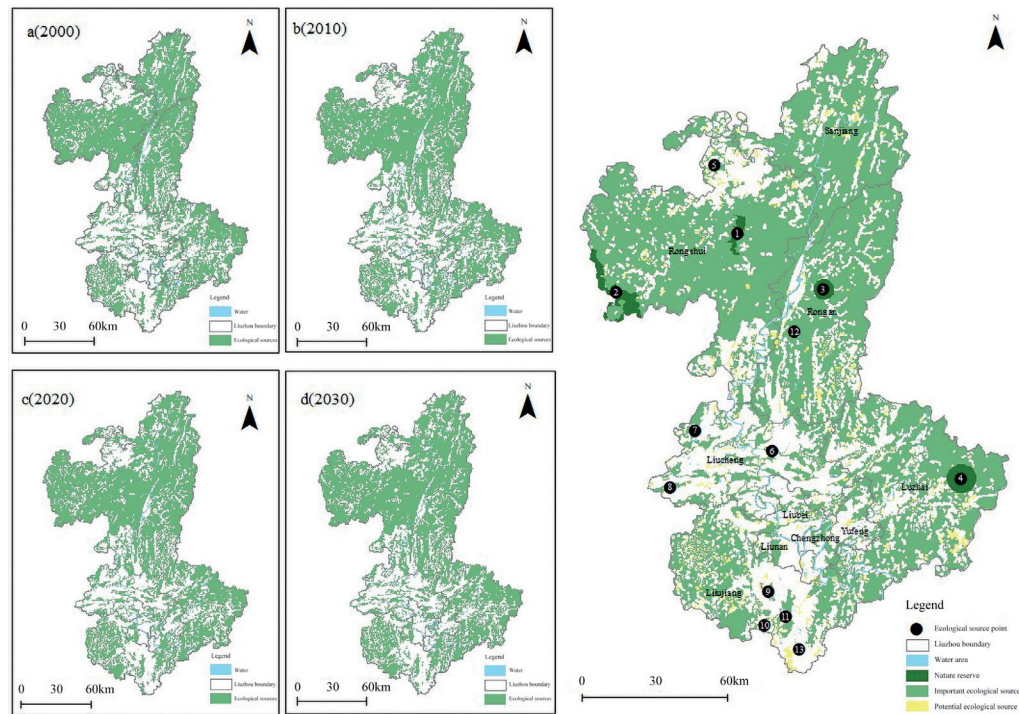 a(2000)
N
Legend
Water
Liuzhou boundary
Ecological sources
0 30 60km
b(2010)
N
Legend
Water
Liuzhou boundary
Ecological sources
0 30 60km
c(2020)
N
Legend
Water
Liuzhou boundary
Ecological sources
0 30 60km
d(2030)
N
Legend
Water
Liuzhou boundary
Ecological sources
0 30 60km
N
Sanjiang
5
1
Rongshui
2
3
Rongan
12
7
6
Liucheng
4
8
Luzhai
Liubei
Yufeng
Chengzhong
Liunan
9
Liujiang
11
10
13
0 30 60km
Legend
Ecological source point
Liuzhou boundary
Water area
Nature reserve
Important ecological source
Potential ecological source